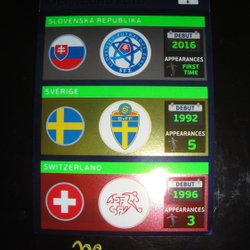 SLOVENSKÁ REPUBLIKA
DEBUT
2016
APPEARANCES
FIRST
TIME
SVERIGE
DEBUT
1992
APPEARANCES
5
SWITZERLAND
DEBUT
1996
APPEARANCES
3